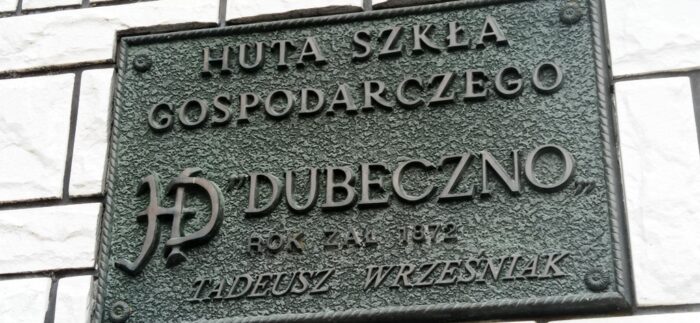 HUTA SZKŁA
GOSPODARCZEGO
HD "DUBECZNO„
ROK ZAŁ 1872
TADEUSZ WRZEŚNIAK